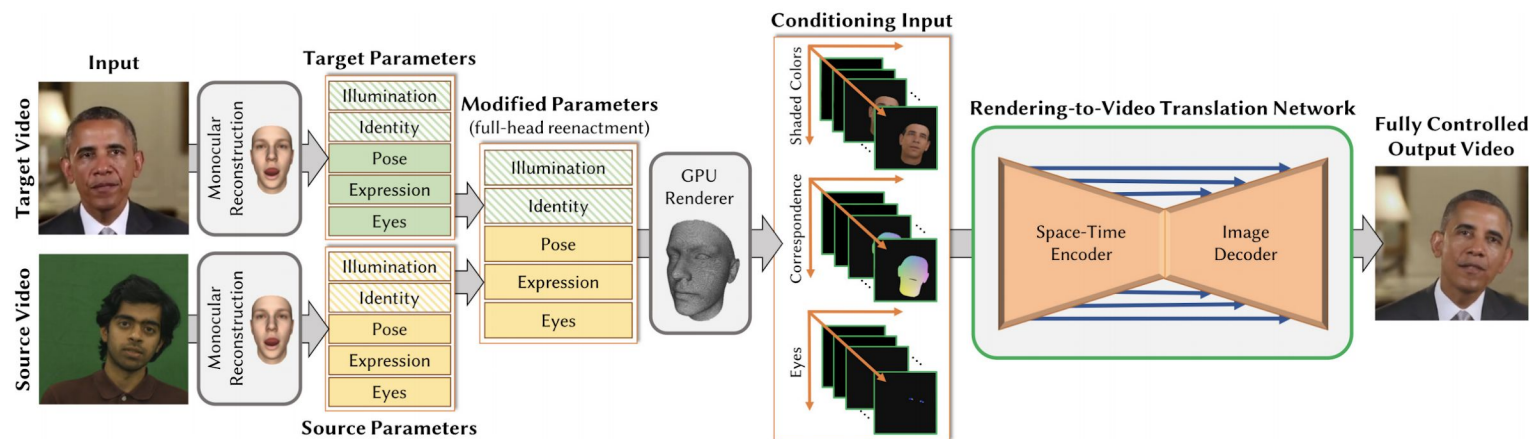 Input
Target Video
Source Video
Monocular
Reconstruction
Monocular
Reconstruction
Target Parameters
Illumination
Identity
Pose
Expression
Eyes
Illumination
Identity
Pose
Expression
Eyes
Source Parameters
Modified Parameters
(full-head reenactment)
Illumination
Identity
Pose
Expression
Eyes
GPU
Renderer
Conditioning Input
Shaded Colors
Correspondence
Eyes
Rendering-to-Video Translation Network
Space-Time
Encoder
Image
Decoder
Fully Controlled
Output Video